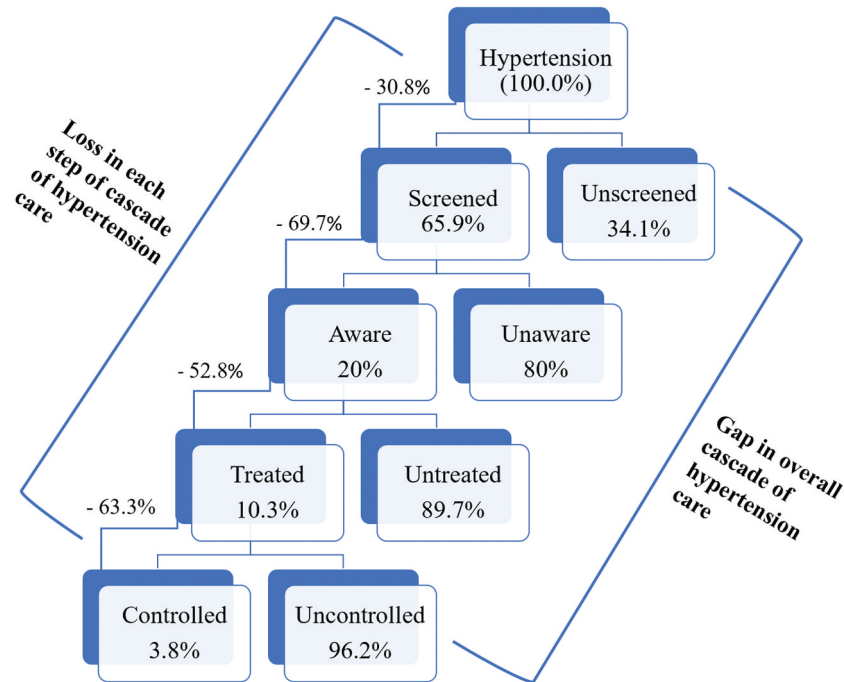 Hypertension
(100.0%)
- 30.8%
Loss in each
step of cascade
of hypertension
care
Screened
65.9%
Unscreened
34.1%
- 69.7%
Aware
20%
Unaware
80%
- 52.8%
Treated
10.3%
Untreated
89.7%
Gap in overall
cascade of
hypertension
care
- 63.3%
Controlled
3.8%
Uncontrolled
96.2%